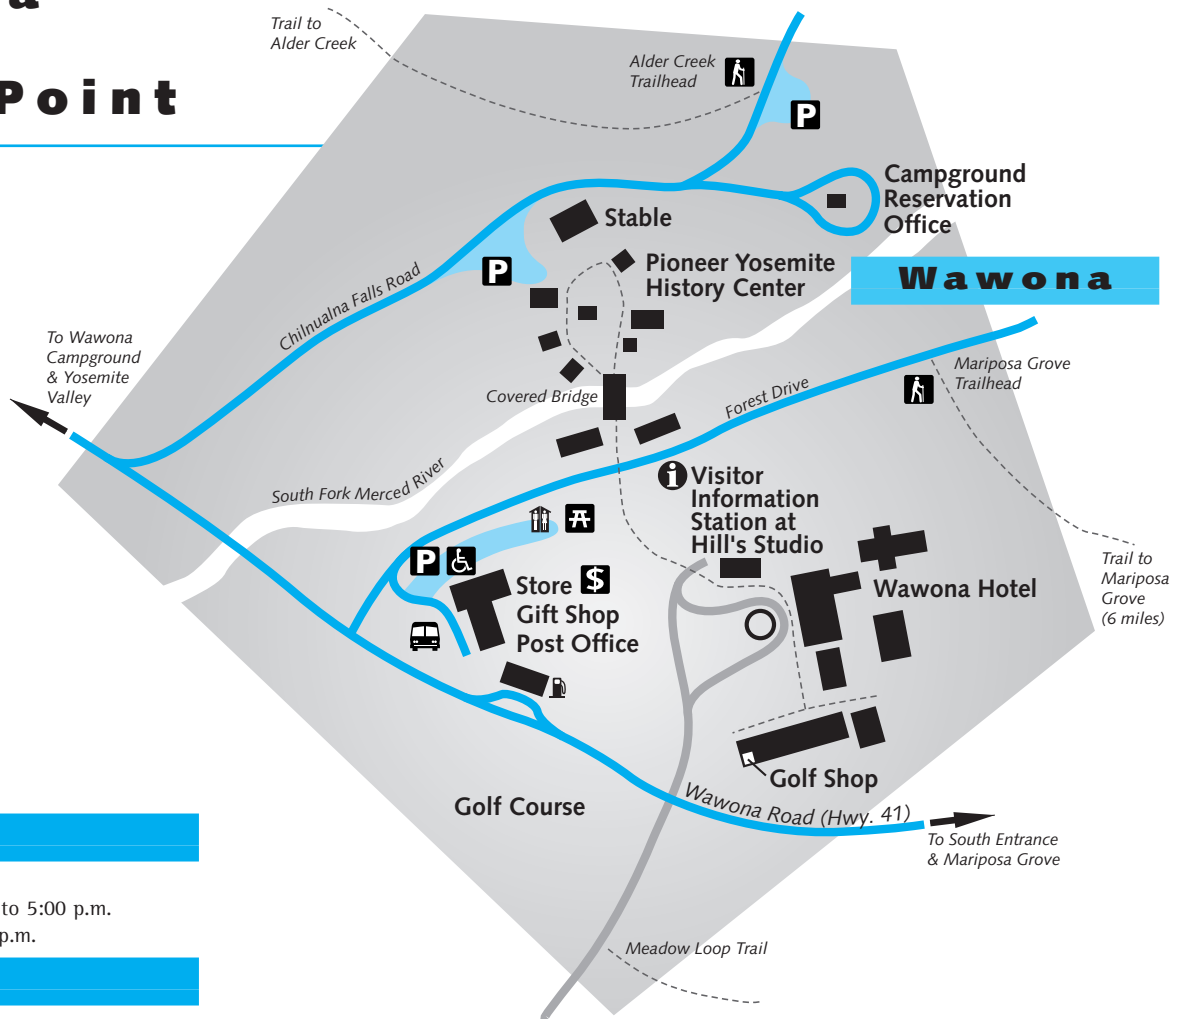 a
Point
Trail to
Alder Creek
Alder Creek
Trailhead
P
Campground
Reservation
Office
Stable
Pioneer Yosemite
History Center
P
Wawona
Chilnualna Falls Road
To Wawona
Campground
& Yosemite
Valley
Mariposa Grove
Trailhead
Covered Bridge
Forest Drive
South Fork Merced River
i
Visitor
Information
Station at
Hill's Studio
P
Trail to
Mariposa
Grove
(6 miles)
Store $
Gift Shop
Post Office
Wawona Hotel
Golf Shop
Golf Course
Wawona Road (Hwy. 41)
To South Entrance
& Mariposa Grove
to 5:00 p.m.
p.m.
Meadow Loop Trail